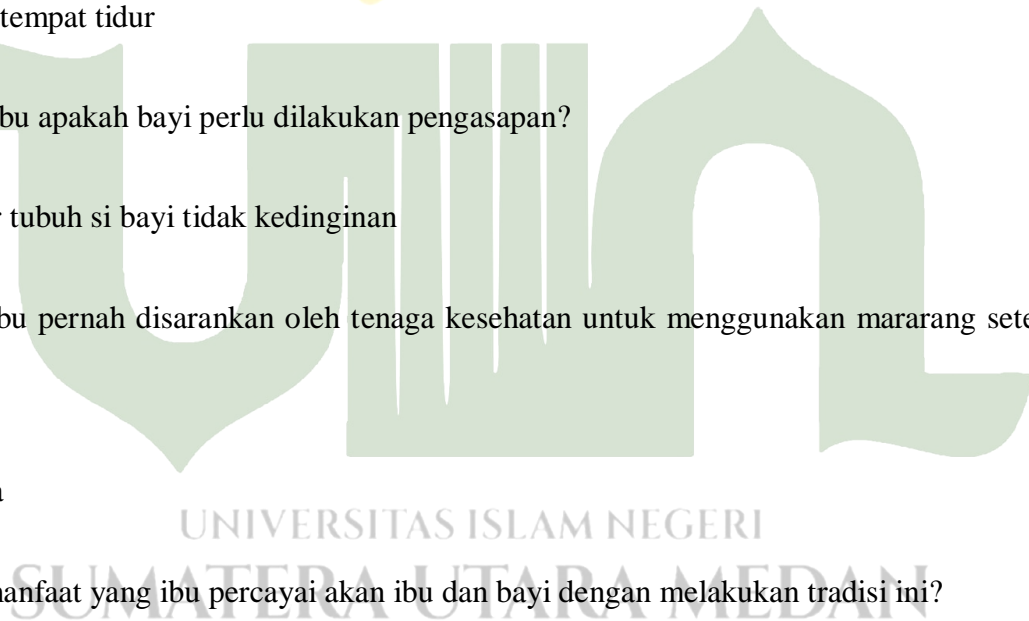 tempat tidur
bu apakah bayi perlu dilakukan pengasapan?
tubuh si bayi tidak kedinginan
bu pernah disarankan oleh tenaga kesehatan untuk menggunakan mararang sete
UNIVERSITAS ISLAM NEGERI
anfaat yang ibu percayai akan ibu dan bayi dengan melakukan tradisi ini?
SUMATERA UTARA MEDAN